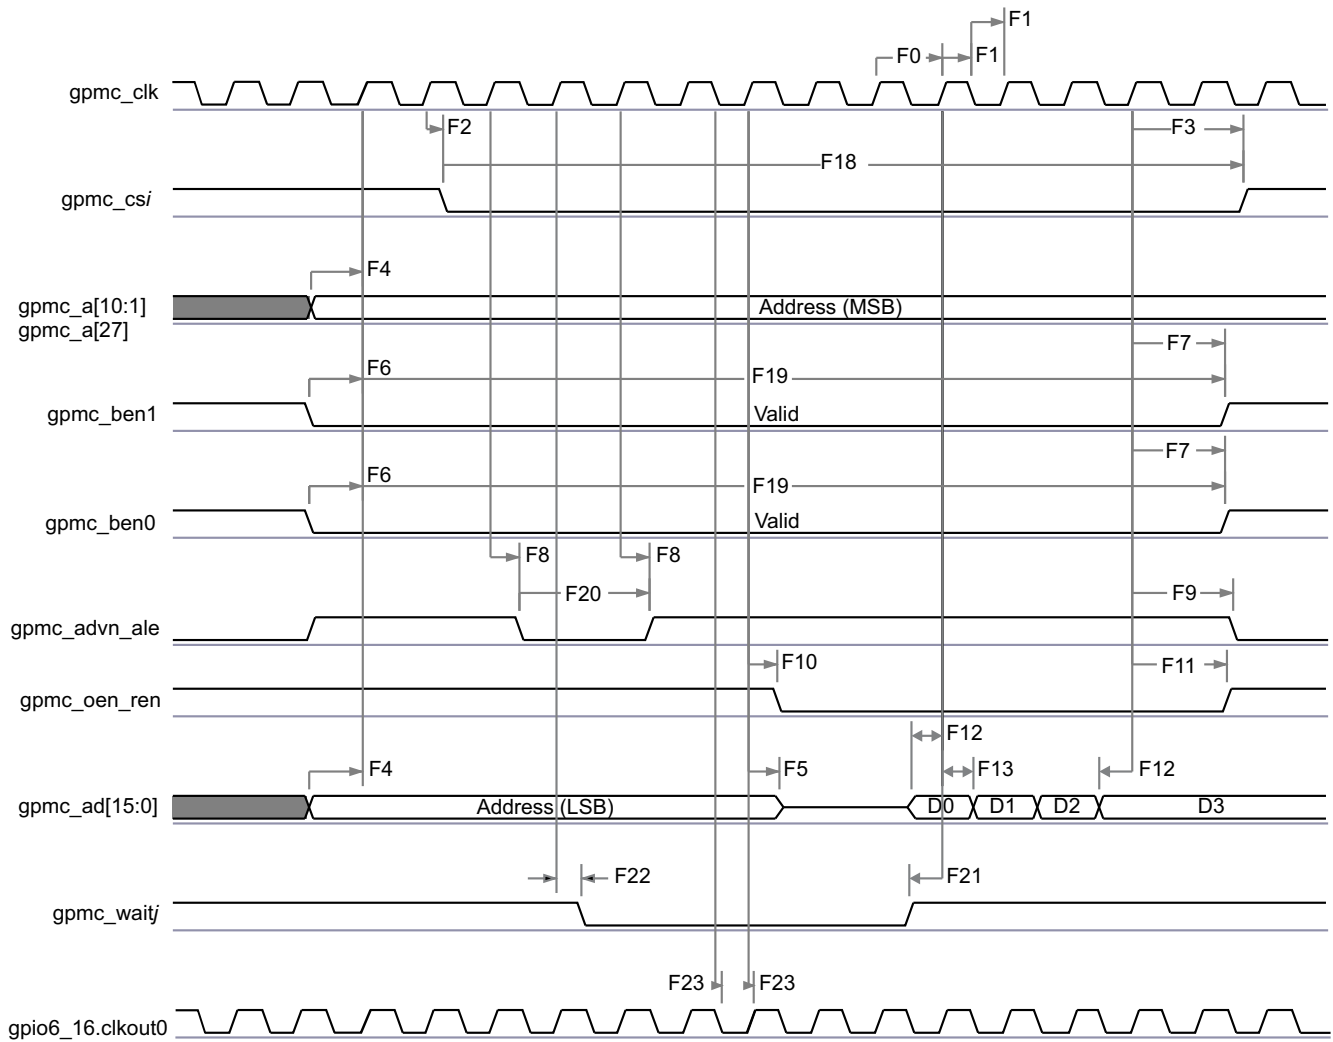 F1
F0 F1
gpmc_clk
F2 F3
F18
gpmc_csi
F4
gpmc_a[10:1] Address (MSB)
gpmc_a[27]
F7
F6 F19
gpmc_ben1 Valid
F7
F6 F19
gpmc_ben0 Valid
F8 F8
F20 F9
gpmc_advn_ale
F10 F11
gpmc_oen_ren
F12
F4 F5 F13 F12
gpmc_ad[15:0] Address (LSB) D0 D1 D2 D3
F22 F21
gpmc_waitj
F23 F23
gpio6_16.clkout0